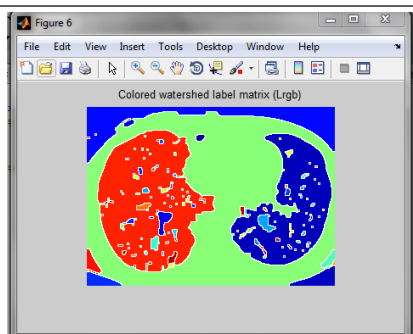 Figure 6
File Edit View Insert Tools Desktop Window Help
Colored watershed label matrix (Lrgb)